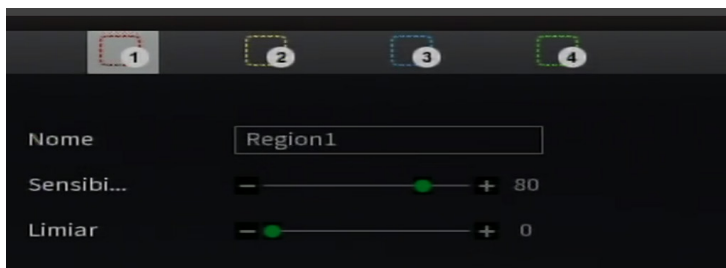 1 2 3 4
Nome Region1
Sensibi... - + 80
Limiar - + 0